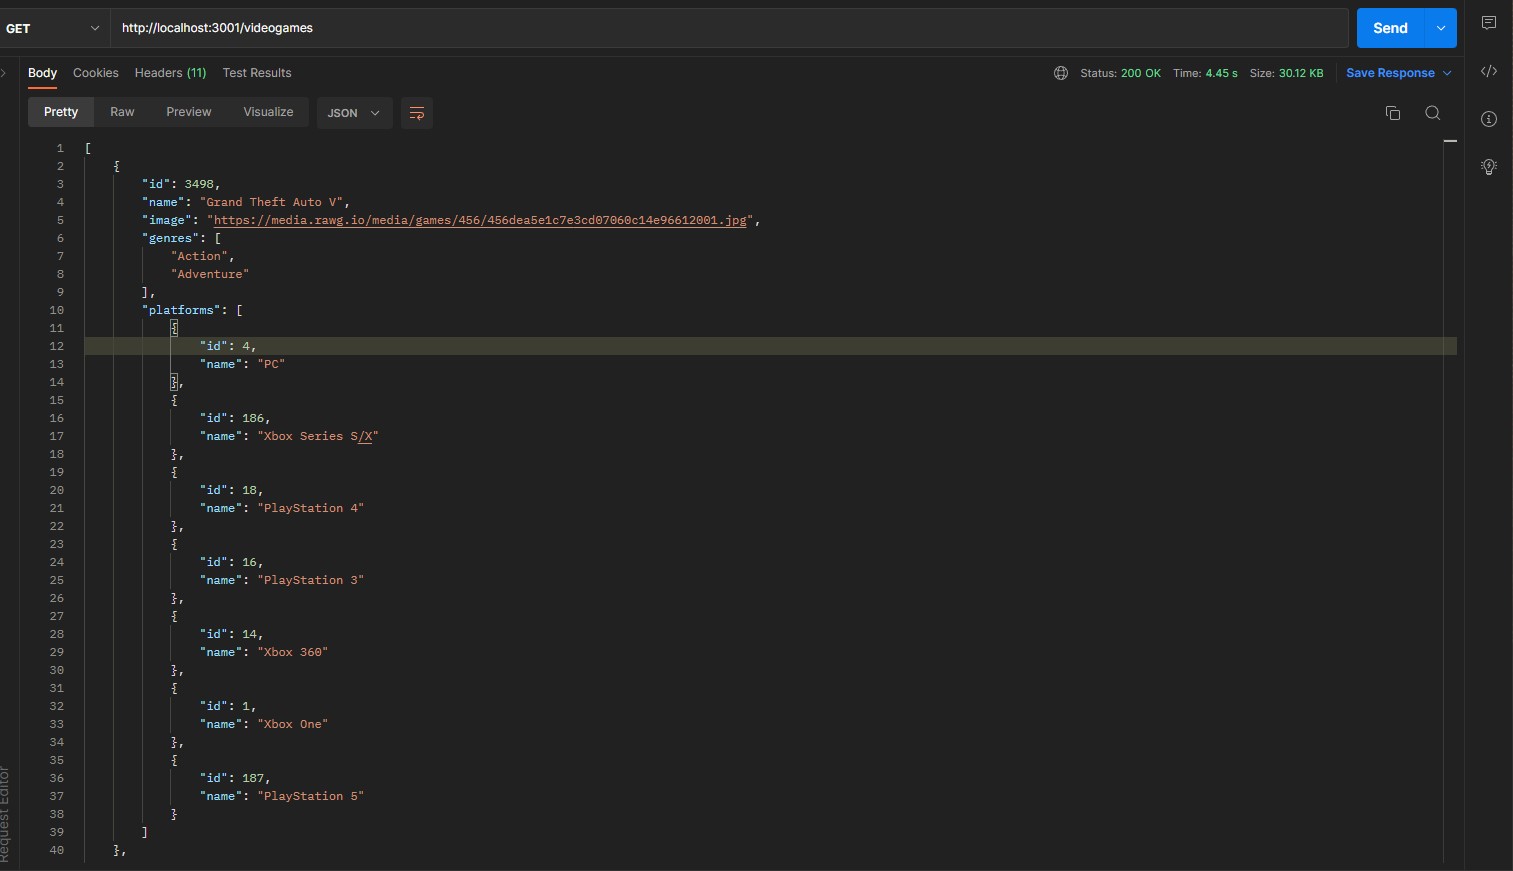 GET http://localhost:3001/videogames Send
Body Cookies Headers (11) Test Results Status: 200 OK Time: 4.45 s Size: 30.12 KB Save Response
Pretty Raw Preview Visualize JSON
1 [
2 {
3 "id": 3498,
4 "name": "Grand Theft Auto V",
5 "image": "https://media.rawg.io/media/games/456/456dea5e1c7e3cd07060c14e96612001.jpg",
6 "genres": [
7 "Action",
8 "Adventure"
9 ],
10 "platforms": [
11 {
12 "id": 4,
13 "name": "PC"
14 },
15 {
16 "id": 186,
17 "name": "Xbox Series S/X"
18 },
19 {
20 "id": 18,
21 "name": "PlayStation 4"
22 },
23 {
24 "id": 16,
25 "name": "PlayStation 3"
26 },
27 {
28 "id": 14,
29 "name": "Xbox 360"
30 },
31 {
32 "id": 1,
33 "name": "Xbox One"
34 },
35 {
36 "id": 187,
37 "name": "PlayStation 5"
38 }
39 ]
40 },
Request Editor